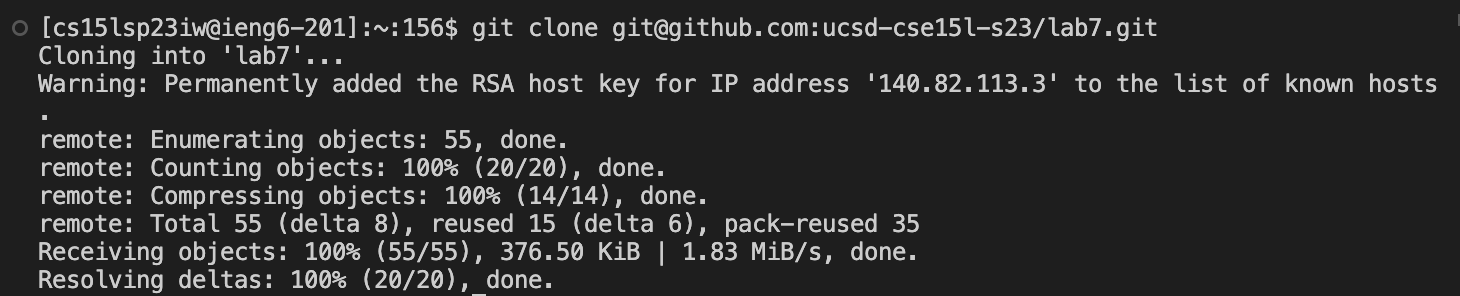 [cs15lsp23iw@ieng6-201]:~:156$ git clone git@github.com:ucsd-cse15l-s23/lab7.git
Cloning into 'lab7'...
Warning: Permanently added the RSA host key for IP address '140.82.113.3' to the list of known hosts
.
remote: Enumerating objects: 55, done.
remote: Counting objects: 100% (20/20), done.
remote: Compressing objects: 100% (14/14), done.
remote: Total 55 (delta 8), reused 15 (delta 6), pack-reused 35
Receiving objects: 100% (55/55), 376.50 KiB | 1.83 MiB/s, done.
Resolving deltas: 100% (20/20), done.